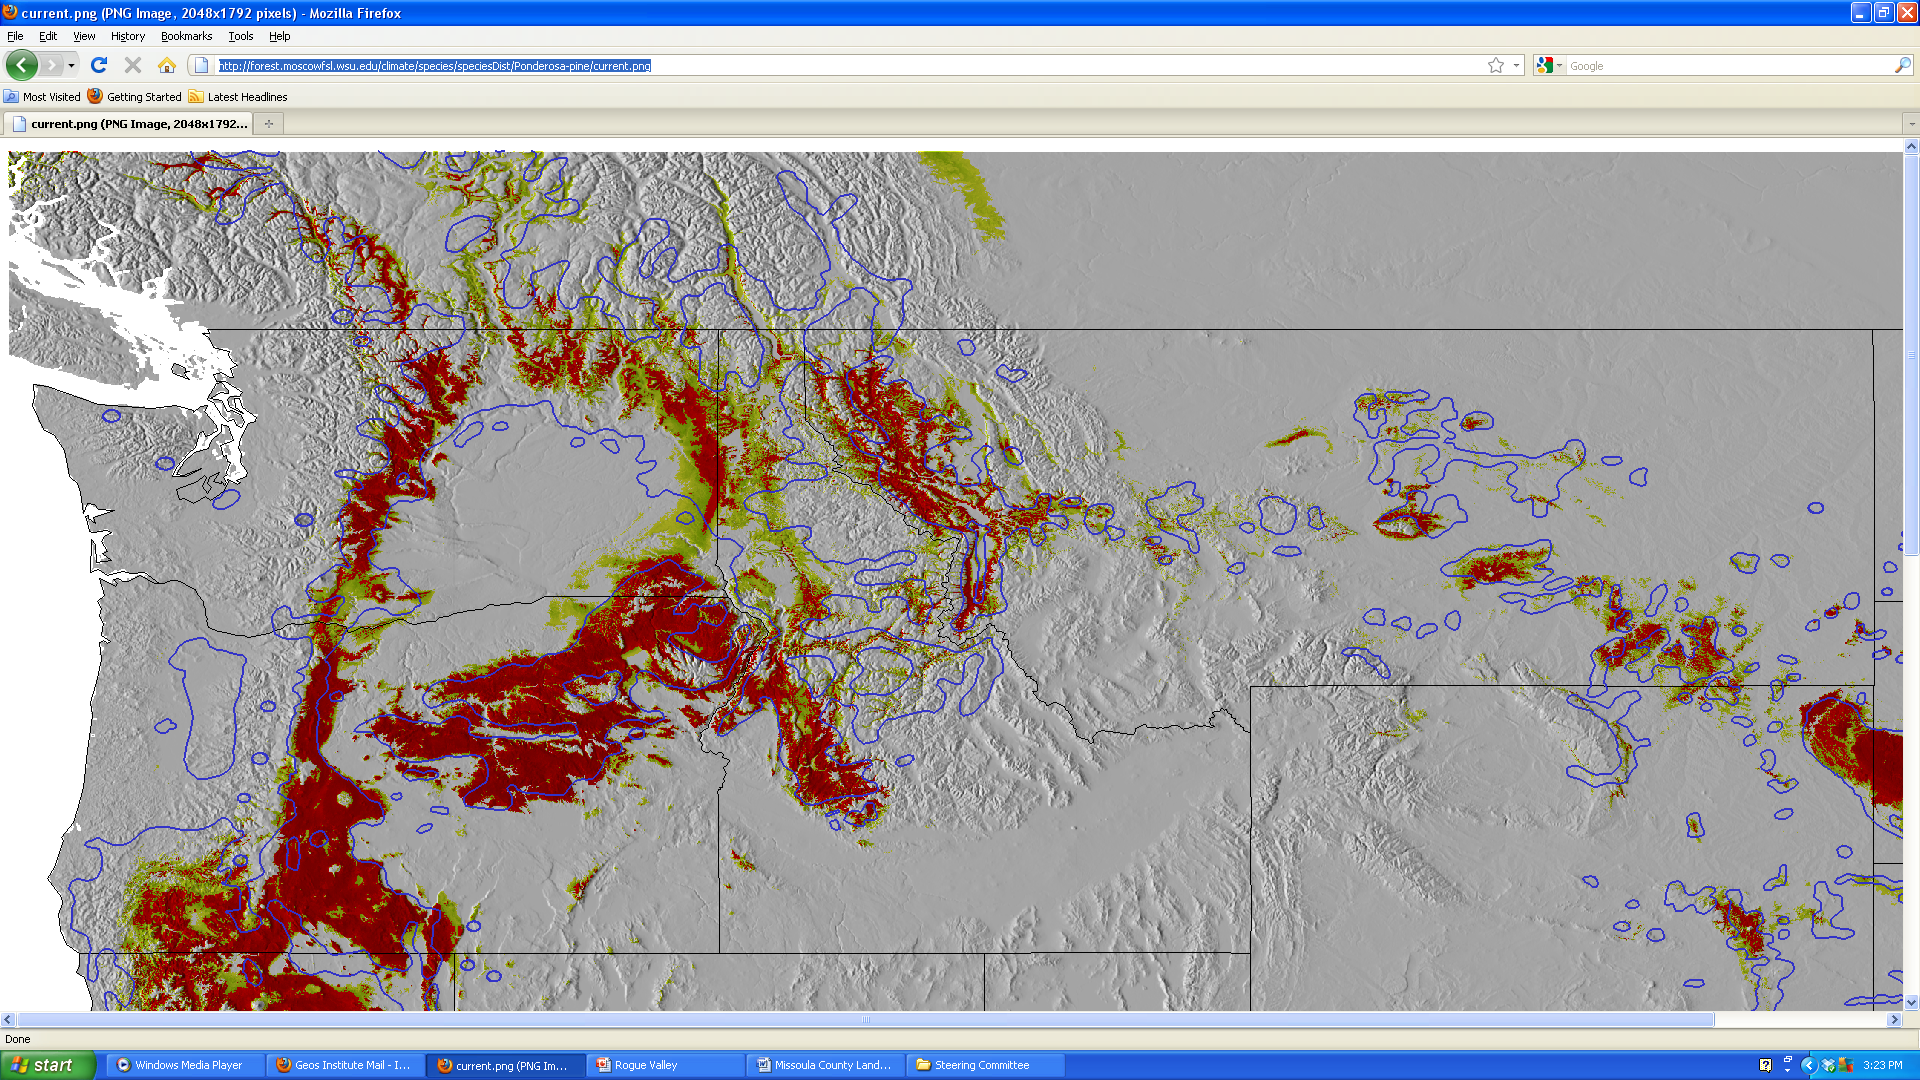 current.png (PNG Image, 2048x1792 pixels) - Mozilla Firefox
File Edit View History Bookmarks Tools Help
http://forest.moscowfsl.wsu.edu/climate/species/speciesDist/Ponderosa-pine/current.png
Google
Most Visited Getting Started Latest Headlines
current.png (PNG Image, 2048x1792...
Done
start Windows Media Player Geos Institute Mail - I... current.png (PNG Im... Rogue Valley Missoula County Land... Steering Committee 3:23 PM